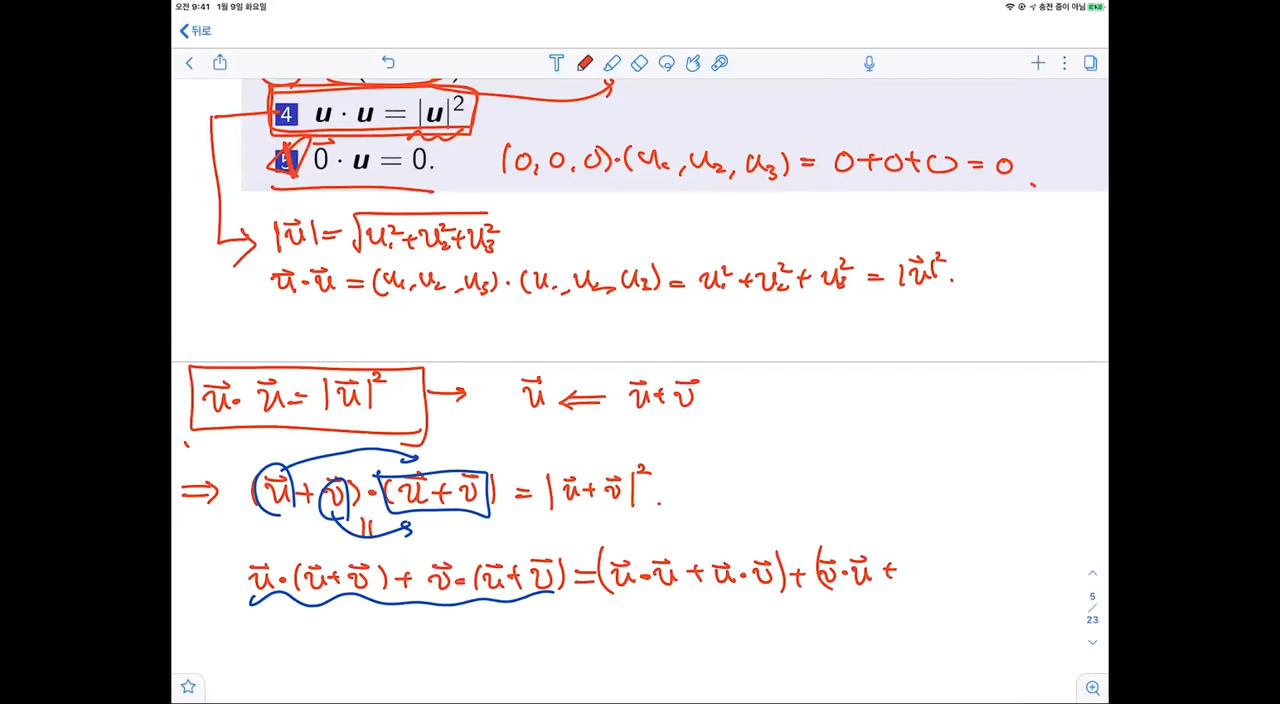 오전 9:41 1월 9일 화요일 충전 중이 아님
뒤로
4 u · u = |u|²
5 0⃗ · u = 0. (0, 0, 0)·(u₁, u₂, u₃) = 0+0+0 = 0.
|u⃗| = √(u₁²+u₂²+u₃²)
u⃗·u⃗ = (u₁, u₂, u₃)·(u₁, u₂, u₃) = u₁²+u₂²+u₃² = |u⃗|².
u⃗·u⃗ = |u⃗|² → u⃗ ⇐ u⃗+v⃗
⇒ (u⃗+v⃗)·(u⃗+v⃗) = |u⃗+v⃗|².
||
u⃗·(u⃗+v⃗) + v⃗·(u⃗+v⃗) = (u⃗·u⃗ + u⃗·v⃗) + (v⃗·u⃗ +
5
/
23